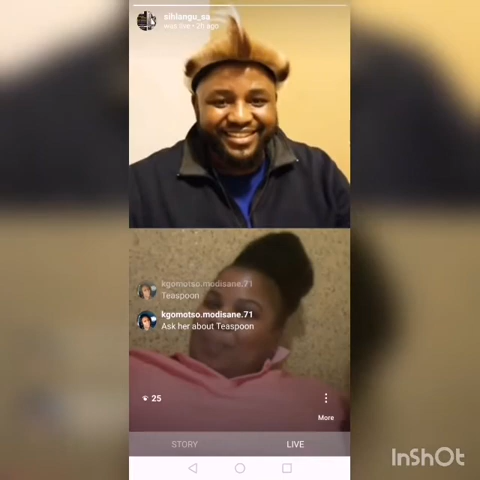 sihlangu_sa...
was live • 2h ago
kgomotso.modisane.71
Teaspoon
kgomotso.modisane.71
Ask her about Teaspoon
25
More
STORY
LIVE
InShOt